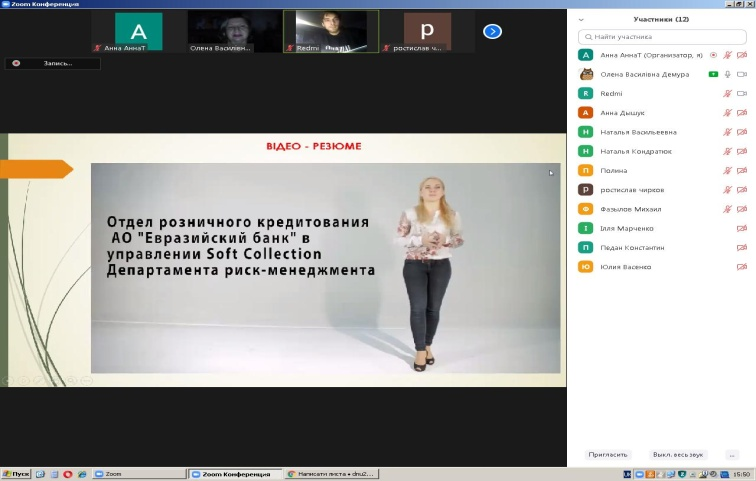 Zoom Конференция
A
Анна АннаТ
Олена Василівн...
Redmi
р
ростислав ч...
Запись...
ВІДЕО - РЕЗЮМЕ
Отдел розничного кредитования
АО "Евразийский банк" в
управлении Soft Collection
Департамента риск-менеджмента
Участники (12)
Найти участника
А Анна АннаТ (Организатор, я)
Олена Василівна Демура
R Redmi
А Анна Дышук
Н Наталья Васильеевна
Н Наталья Кондратюк
П Полина
р ростислав чирков
Ф Фазылов Михаил
І Ілля Марченко
П Педан Константин
Ю Юлия Васенко
Пригласить
Выкл. весь звук
...
Пуск
Zoom
Zoom Конференция
Написати листа • dnu2...
15:50